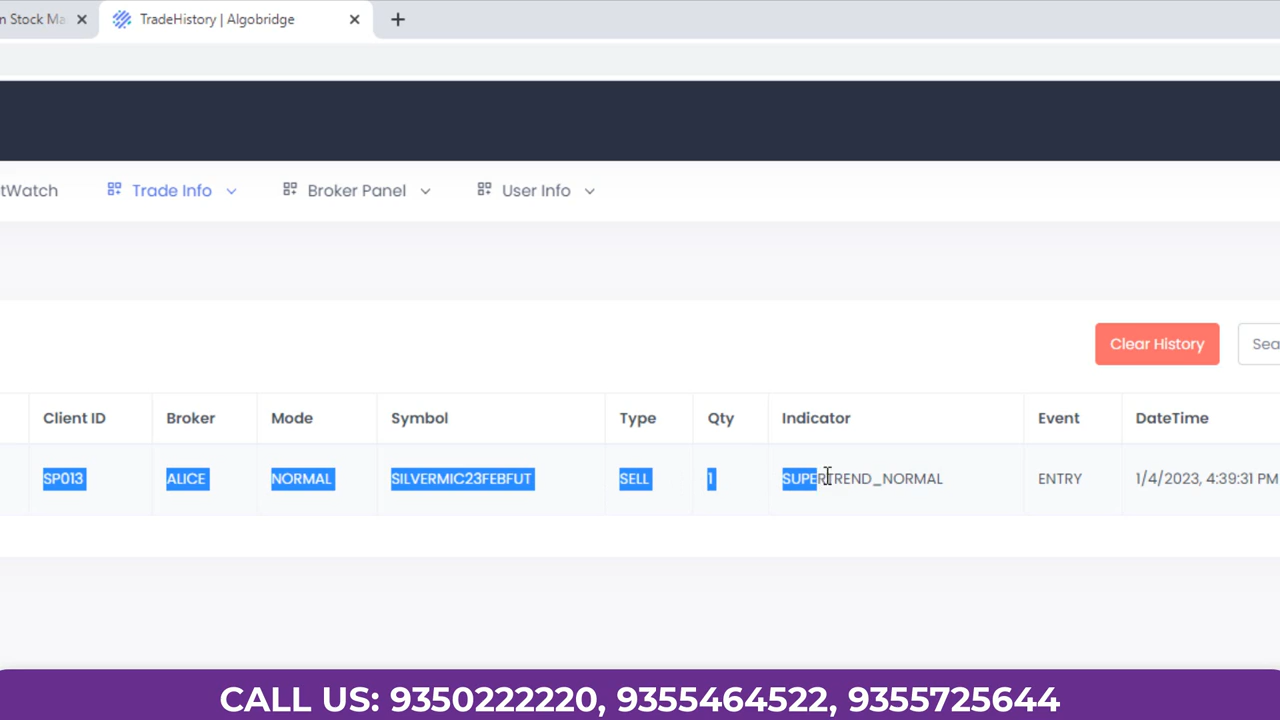 n Stock Ma
TradeHistory | Algobridge
tWatch Trade Info Broker Panel User Info
Clear History Sea
Client ID Broker Mode Symbol Type Qty Indicator Event DateTime
SP013 ALICE NORMAL SILVERMIC23FEBFUT SELL 1 SUPERTREND_NORMAL ENTRY 1/4/2023, 4:39:31 PM
CALL US: 9350222220, 9355464522, 9355725644